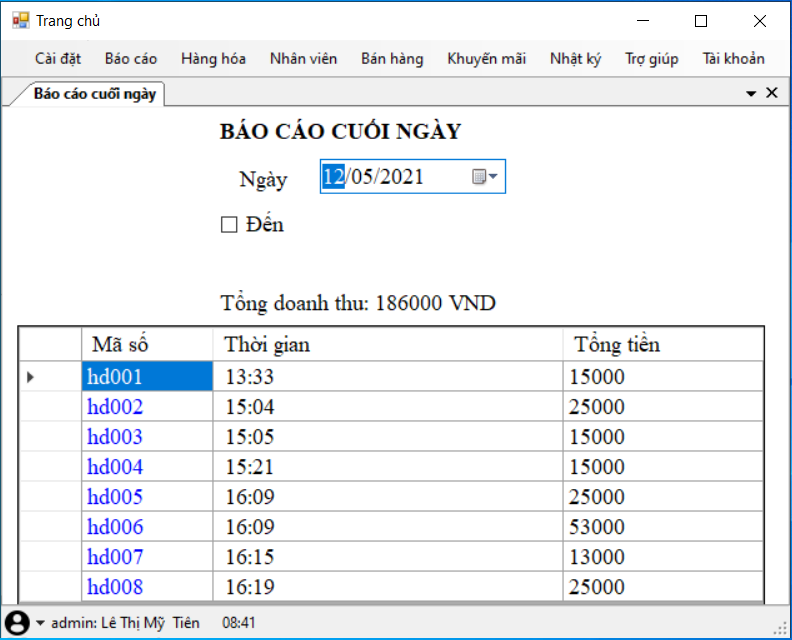 Trang chủ
Cài đặt Báo cáo Hàng hóa Nhân viên Bán hàng Khuyến mãi Nhật ký Trợ giúp Tài khoản
Báo cáo cuối ngày
BÁO CÁO CUỐI NGÀY
Ngày 12/05/2021
Đến
Tổng doanh thu: 186000 VND
Mã số Thời gian Tổng tiền
hd001 13:33 15000
hd002 15:04 25000
hd003 15:05 15000
hd004 15:21 15000
hd005 16:09 25000
hd006 16:09 53000
hd007 16:15 13000
hd008 16:19 25000
admin: Lê Thị Mỹ Tiên 08:41